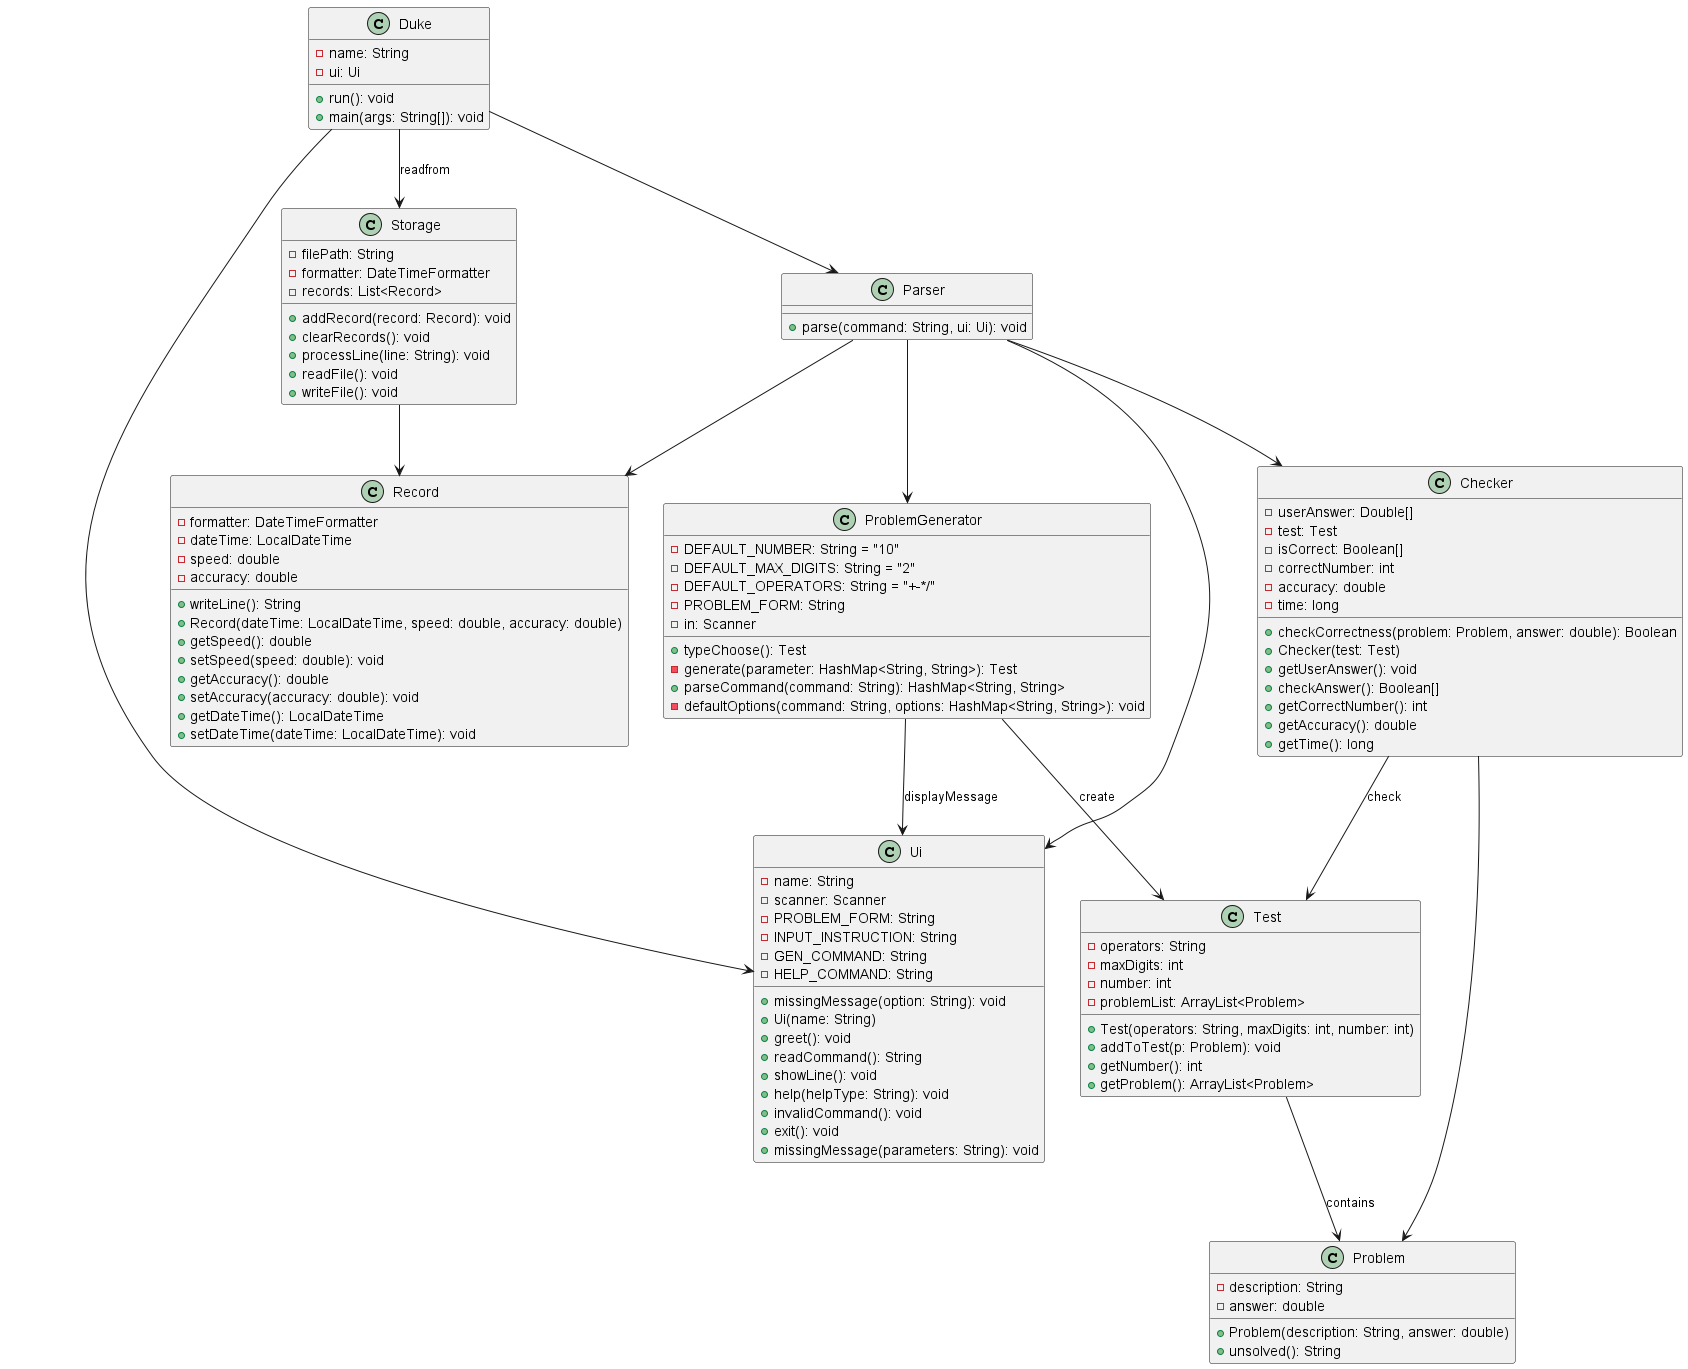 C Duke
name: String
ui: Ui
run(): void
main(args: String[]): void
readfrom
C Storage
filePath: String
formatter: DateTimeFormatter
records: List<Record>
addRecord(record: Record): void
clearRecords(): void
processLine(line: String): void
readFile(): void
writeFile(): void
C Parser
parse(command: String, ui: Ui): void
C Record
formatter: DateTimeFormatter
dateTime: LocalDateTime
speed: double
accuracy: double
writeLine(): String
Record(dateTime: LocalDateTime, speed: double, accuracy: double)
getSpeed(): double
setSpeed(speed: double): void
getAccuracy(): double
setAccuracy(accuracy: double): void
getDateTime(): LocalDateTime
setDateTime(dateTime: LocalDateTime): void
C ProblemGenerator
DEFAULT_NUMBER: String = "10"
DEFAULT_MAX_DIGITS: String = "2"
DEFAULT_OPERATORS: String = "+-*/"
PROBLEM_FORM: String
in: Scanner
typeChoose(): Test
generate(parameter: HashMap<String, String>): Test
parseCommand(command: String): HashMap<String, String>
defaultOptions(command: String, options: HashMap<String, String>): void
C Checker
userAnswer: Double[]
test: Test
isCorrect: Boolean[]
correctNumber: int
accuracy: double
time: long
checkCorrectness(problem: Problem, answer: double): Boolean
Checker(test: Test)
getUserAnswer(): void
checkAnswer(): Boolean[]
getCorrectNumber(): int
getAccuracy(): double
getTime(): long
displayMessage
create
check
C Ui
name: String
scanner: Scanner
PROBLEM_FORM: String
INPUT_INSTRUCTION: String
GEN_COMMAND: String
HELP_COMMAND: String
missingMessage(option: String): void
Ui(name: String)
greet(): void
readCommand(): String
showLine(): void
help(helpType: String): void
invalidCommand(): void
exit(): void
missingMessage(parameters: String): void
C Test
operators: String
maxDigits: int
number: int
problemList: ArrayList<Problem>
Test(operators: String, maxDigits: int, number: int)
addToTest(p: Problem): void
getNumber(): int
getProblem(): ArrayList<Problem>
contains
C Problem
description: String
answer: double
Problem(description: String, answer: double)
unsolved(): String